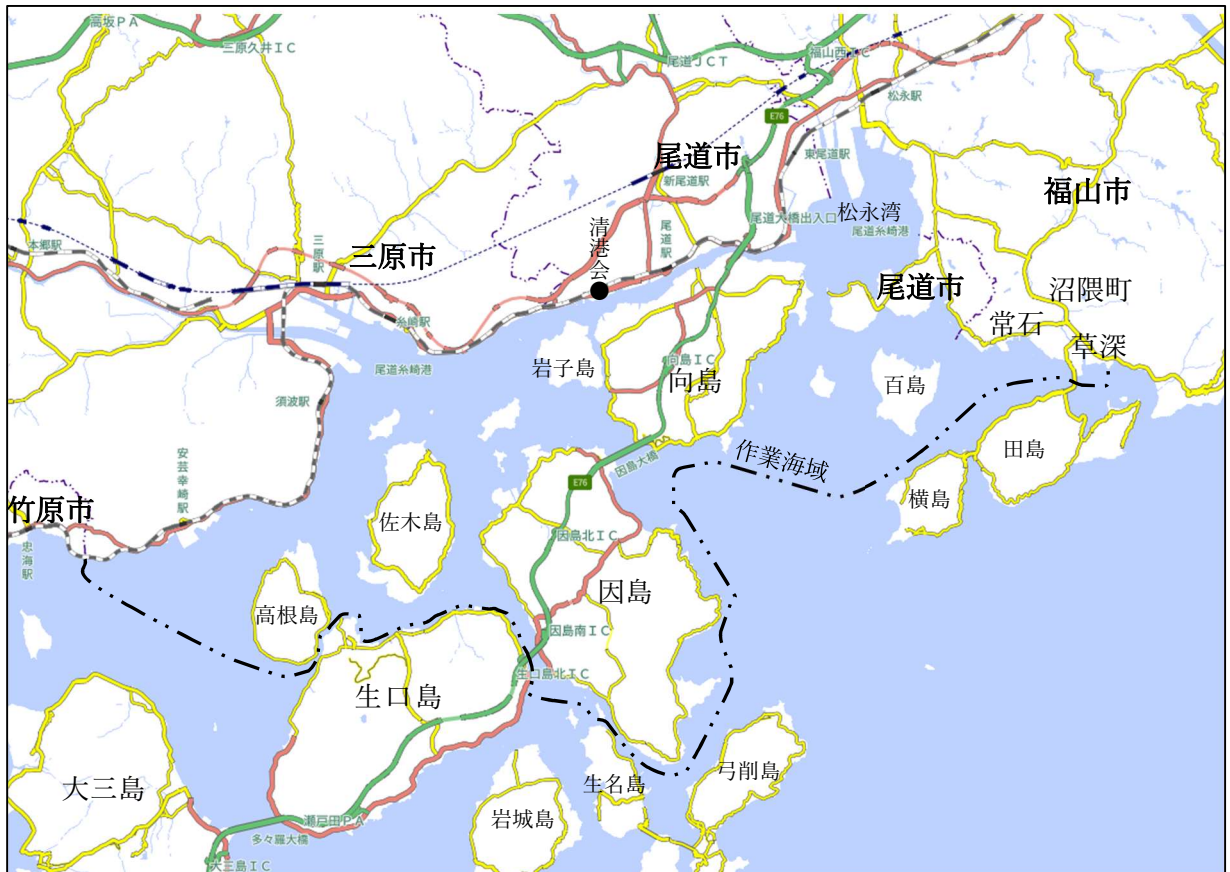 高坂ＰＡ
三原久井ＩＣ
尾道ＪＣＴ
福山西ＩＣ
松永駅
E76
尾道市
新尾道駅
東尾道駅
福山市
松永湾
尾道大橋出入口
尾道糸崎港
本郷駅
三原駅
三原市
清港会
尾道駅
尾道市
沼隈町
常石
草深
糸崎駅
尾道糸崎港
岩子島
向島ＩＣ
向島
百島
須波駅
田島
安芸幸崎駅
因島大橋
作業海域
横島
E76
竹原市
忠海駅
佐木島
因島北ＩＣ
因島
高根島
因島南ＩＣ
生口島北ＩＣ
生口島
大三島
生名島
弓削島
岩城島
瀬戸田ＰＡ
多々羅大橋
大三島ＩＣ